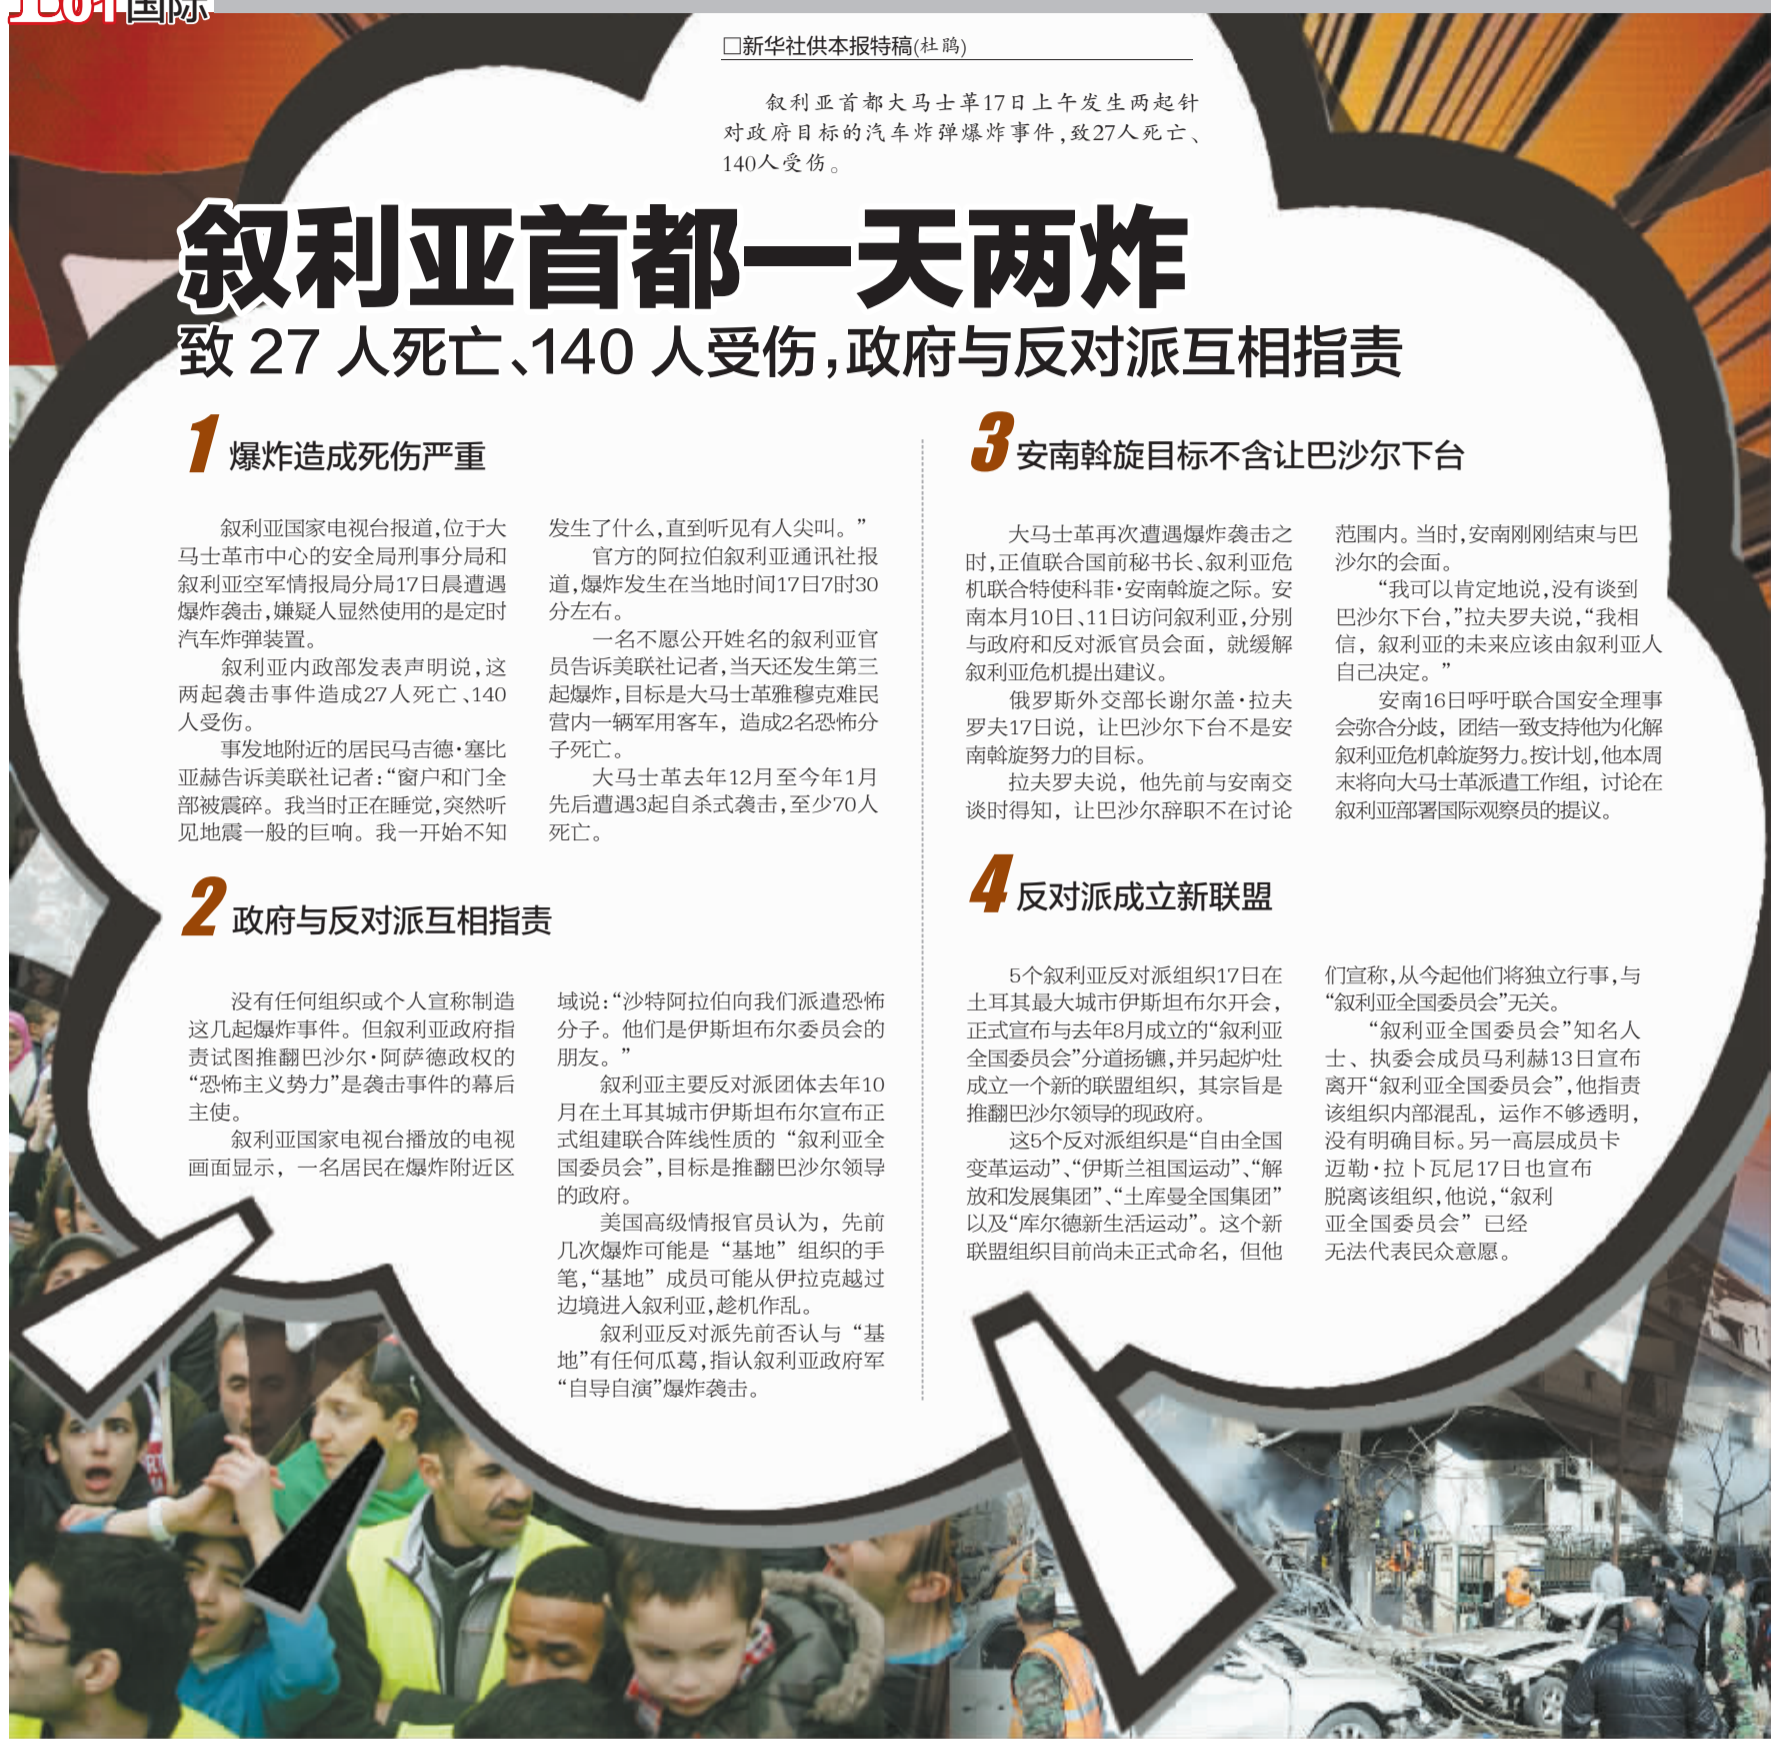 国际
□新华社供本报特稿(杜鹃)
叙利亚首都大马士革17日上午发生两起针
对政府目标的汽车炸弹爆炸事件,致27人死亡、
140人受伤。
叙利亚首都一天两炸
致 27 人死亡、140 人受伤,政府与反对派互相指责
1 爆炸造成死伤严重
叙利亚国家电视台报道,位于大
马士革市中心的安全局刑事分局和
叙利亚空军情报局分局17日晨遭遇
爆炸袭击,嫌疑人显然使用的是定时
汽车炸弹装置。
叙利亚内政部发表声明说,这
两起袭击事件造成27人死亡、140
人受伤。
事发地附近的居民马吉德·塞比
亚赫告诉美联社记者:“窗户和门全
部被震碎。我当时正在睡觉,突然听
见地震一般的巨响。我一开始不知
发生了什么,直到听见有人尖叫。”
官方的阿拉伯叙利亚通讯社报
道,爆炸发生在当地时间17日7时30
分左右。
一名不愿公开姓名的叙利亚官
员告诉美联社记者,当天还发生第三
起爆炸,目标是大马士革雅穆克难民
营内一辆军用客车，造成2名恐怖分
子死亡。
大马士革去年12月至今年1月
先后遭遇3起自杀式袭击,至少70人
死亡。
2 政府与反对派互相指责
没有任何组织或个人宣称制造
这几起爆炸事件。但叙利亚政府指
责试图推翻巴沙尔·阿萨德政权的
“恐怖主义势力”是袭击事件的幕后
主使。
叙利亚国家电视台播放的电视
画面显示，一名居民在爆炸附近区
域说:“沙特阿拉伯向我们派遣恐怖
分子。他们是伊斯坦布尔委员会的
朋友。”
叙利亚主要反对派团体去年10
月在土耳其城市伊斯坦布尔宣布正
式组建联合阵线性质的“叙利亚全
国委员会”,目标是推翻巴沙尔领导
的政府。
美国高级情报官员认为，先前
几次爆炸可能是“基地”组织的手
笔,“基地”成员可能从伊拉克越过
边境进入叙利亚,趁机作乱。
叙利亚反对派先前否认与“基
地”有任何瓜葛,指认叙利亚政府军
“自导自演”爆炸袭击。
3 安南斡旋目标不含让巴沙尔下台
大马士革再次遭遇爆炸袭击之
时,正值联合国前秘书长、叙利亚危
机联合特使科菲·安南斡旋之际。安
南本月10日、11日访问叙利亚,分别
与政府和反对派官员会面，就缓解
叙利亚危机提出建议。
俄罗斯外交部长谢尔盖·拉夫
罗夫17日说，让巴沙尔下台不是安
南斡旋努力的目标。
拉夫罗夫说，他先前与安南交
谈时得知，让巴沙尔辞职不在讨论
范围内。当时,安南刚刚结束与巴
沙尔的会面。
“我可以肯定地说,没有谈到
巴沙尔下台,”拉夫罗夫说,“我相
信，叙利亚的未来应该由叙利亚人
自己决定。”
安南16日呼吁联合国安全理事
会弥合分歧，团结一致支持他为化解
叙利亚危机斡旋努力。按计划,他本周
末将向大马士革派遣工作组，讨论在
叙利亚部署国际观察员的提议。
4 反对派成立新联盟
5个叙利亚反对派组织17日在
土耳其最大城市伊斯坦布尔开会,
正式宣布与去年8月成立的“叙利亚
全国委员会”分道扬镳,并另起炉灶
成立一个新的联盟组织，其宗旨是
推翻巴沙尔领导的现政府。
这5个反对派组织是“自由全国
变革运动”、“伊斯兰祖国运动”、“解
放和发展集团”、“土库曼全国集团”
以及“库尔德新生活运动”。这个新
联盟组织目前尚未正式命名，但他
们宣称,从今起他们将独立行事,与
“叙利亚全国委员会”无关。
“叙利亚全国委员会”知名人
士、执委会成员马利赫13日宣布
离开“叙利亚全国委员会”,他指责
该组织内部混乱，运作不够透明,
没有明确目标。另一高层成员卡
迈勒·拉卜瓦尼17日也宣布
脱离该组织,他说,“叙利
亚全国委员会”已经
无法代表民众意愿。